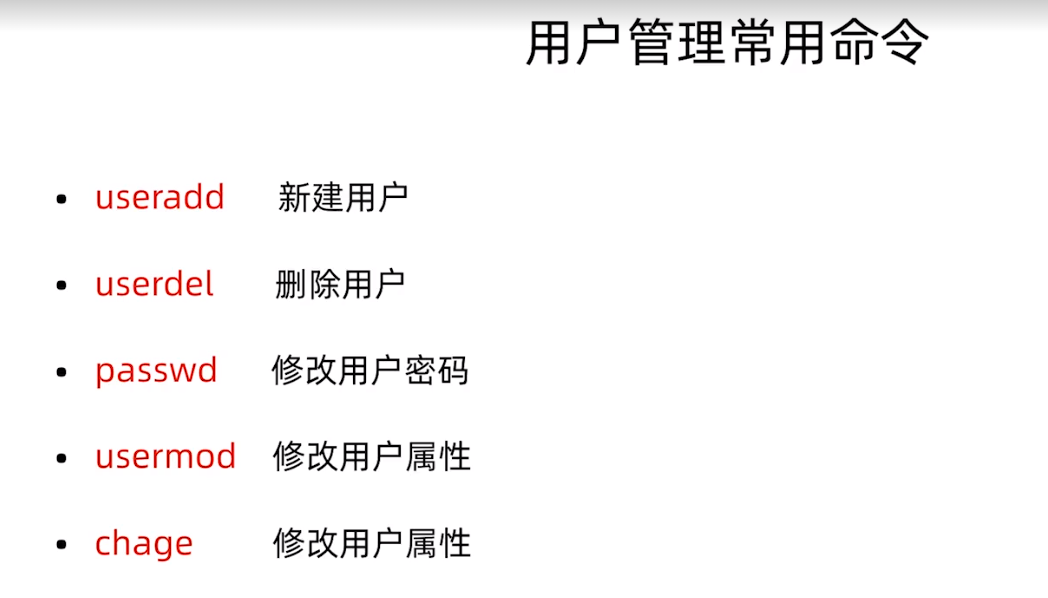 用户管理常用命令
• useradd 新建用户
• userdel 删除用户
• passwd 修改用户密码
• usermod 修改用户属性
• chage 修改用户属性